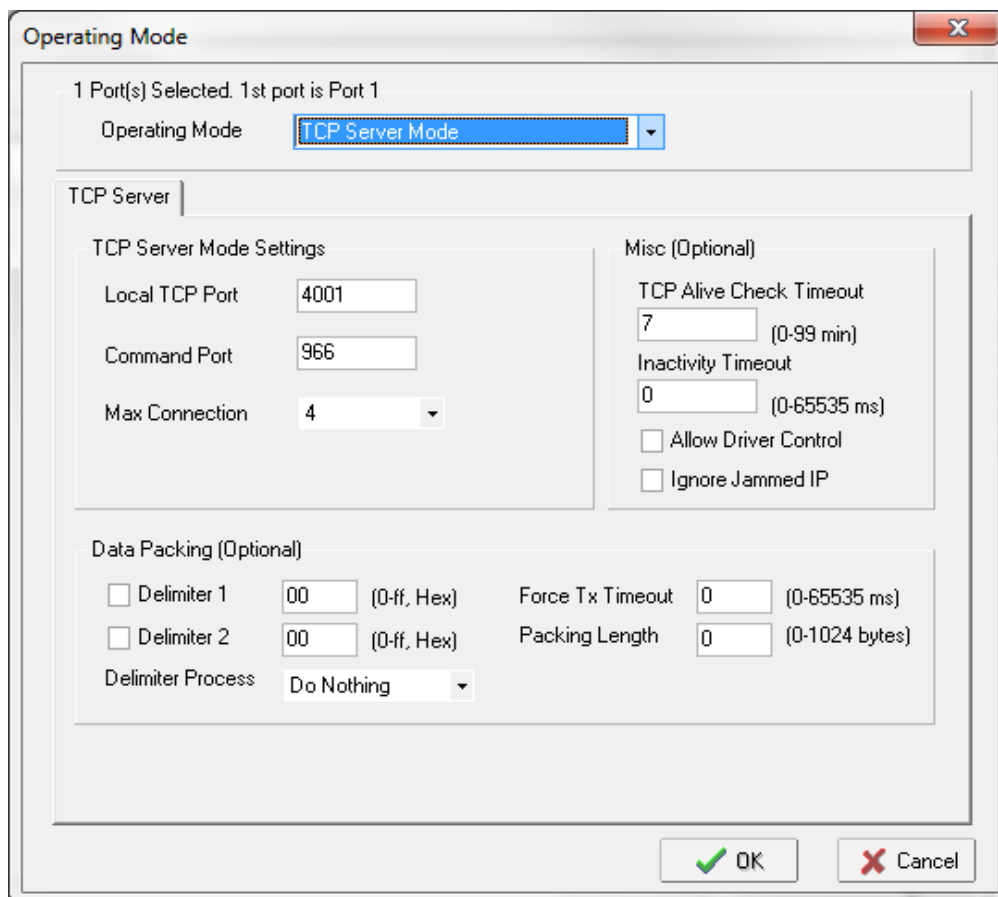 Operating Mode
1 Port(s) Selected. 1st port is Port 1
Operating Mode TCP Server Mode
TCP Server
TCP Server Mode Settings
Local TCP Port 4001
Command Port 966
Max Connection 4
Misc (Optional)
TCP Alive Check Timeout
7 (0-99 min)
Inactivity Timeout
0 (0-65535 ms)
Allow Driver Control
Ignore Jammed IP
Data Packing (Optional)
Delimiter 1 00 (0-ff, Hex) Force Tx Timeout 0 (0-65535 ms)
Delimiter 2 00 (0-ff, Hex) Packing Length 0 (0-1024 bytes)
Delimiter Process Do Nothing
OK Cancel